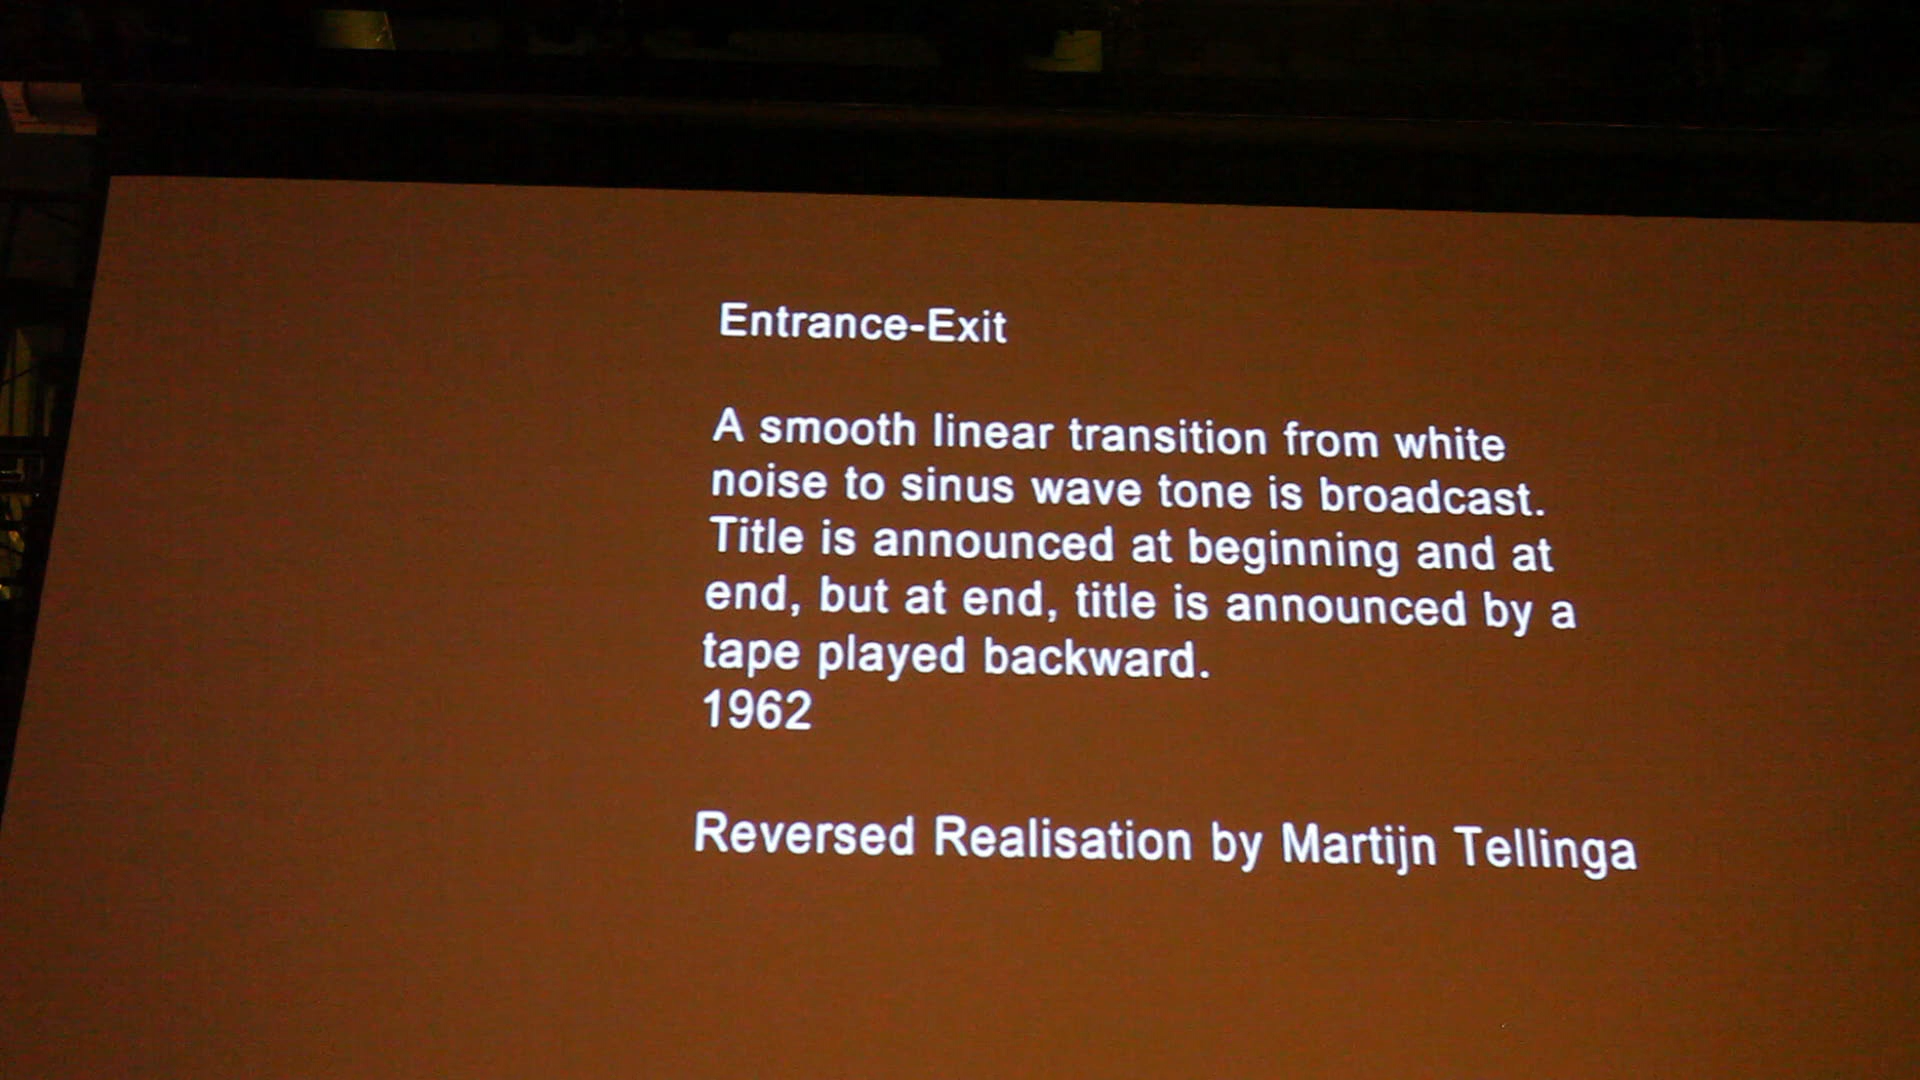 Entrance-Exit
A smooth linear transition from white
noise to sinus wave tone is broadcast.
Title is announced at beginning and at
end, but at end, title is announced by a
tape played backward.
1962
Reversed Realisation by Martijn Tellinga